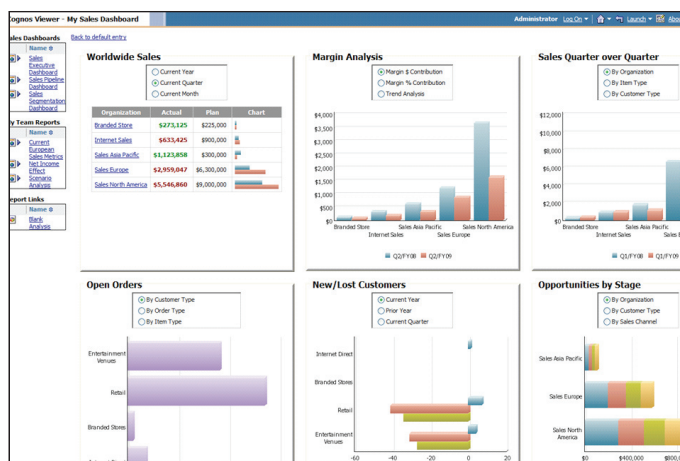 Cognos Viewer - My Sales Dashboard
Administrator Log On Launch
Dashboards
Back to default entry
Name
Sales
Executive
Dashboard
Sales Pipeline
Dashboard
Sales
Segmentation
Dashboard
Team Reports
Name
Current
European
Sales Metrics
Net Income
Effect
Scenario
Analysis
Links
Name
Blank
Analysis
Worldwide Sales
Current Year
Current Quarter
Current Month
Organization Actual Plan Chart
Branded Store $273,125 $225,000
Internet Sales $633,425 $900,000
Sales Asia Pacific $1,123,858 $300,000
Sales Europe $2,959,047 $6,300,000
Sales North America $5,546,860 $9,000,000
Margin Analysis
Margin $ Contribution
Margin % Contribution
Trend Analysis
$4,000
$3,500
$3,000
$2,500
$2,000
$1,500
$1,000
$500
$0
Branded Store Sales Asia Pacific Sales North America
Internet Sales Sales Europe
Q2/FY08 Q2/FY09
Sales Quarter over Quarter
By Organization
By Item Type
By Customer Type
$12,000
$10,000
$8,000
$6,000
$4,000
$2,000
$0
Branded Store Sales Asia Pacific
Internet Sales Sales
Q1/FY08 Q1/FY09
Open Orders
By Customer Type
By Order Type
By Item Type
Entertainment
Venues
Retail
Branded Stores
New/Lost Customers
Current Year
Prior Year
Current Quarter
Internet Direct
Branded Stores
Retail
Entertainment
Venues
-60 -40 -20 0 20
Opportunities by Stage
By Organization
By Customer Type
By Sales Channel
Sales Asia Pacific
Sales Europe
Sales North
America
$0 $400,000